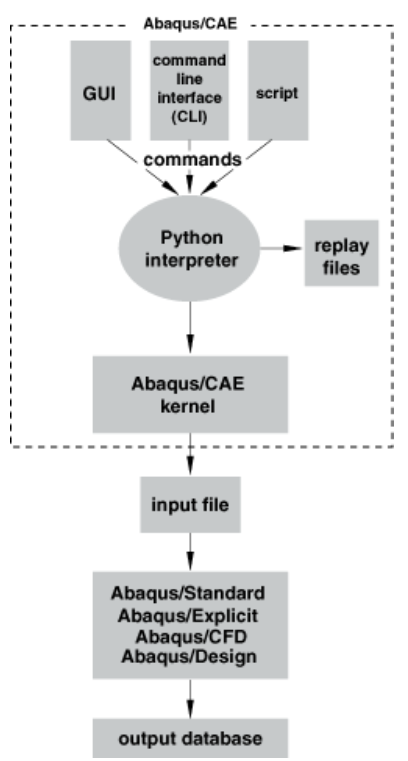 Abaqus/CAE
GUI
command
line
interface
(CLI)
script
commands
Python
interpreter
replay
files
Abaqus/CAE
kernel
input file
Abaqus/Standard
Abaqus/Explicit
Abaqus/CFD
Abaqus/Design
output database